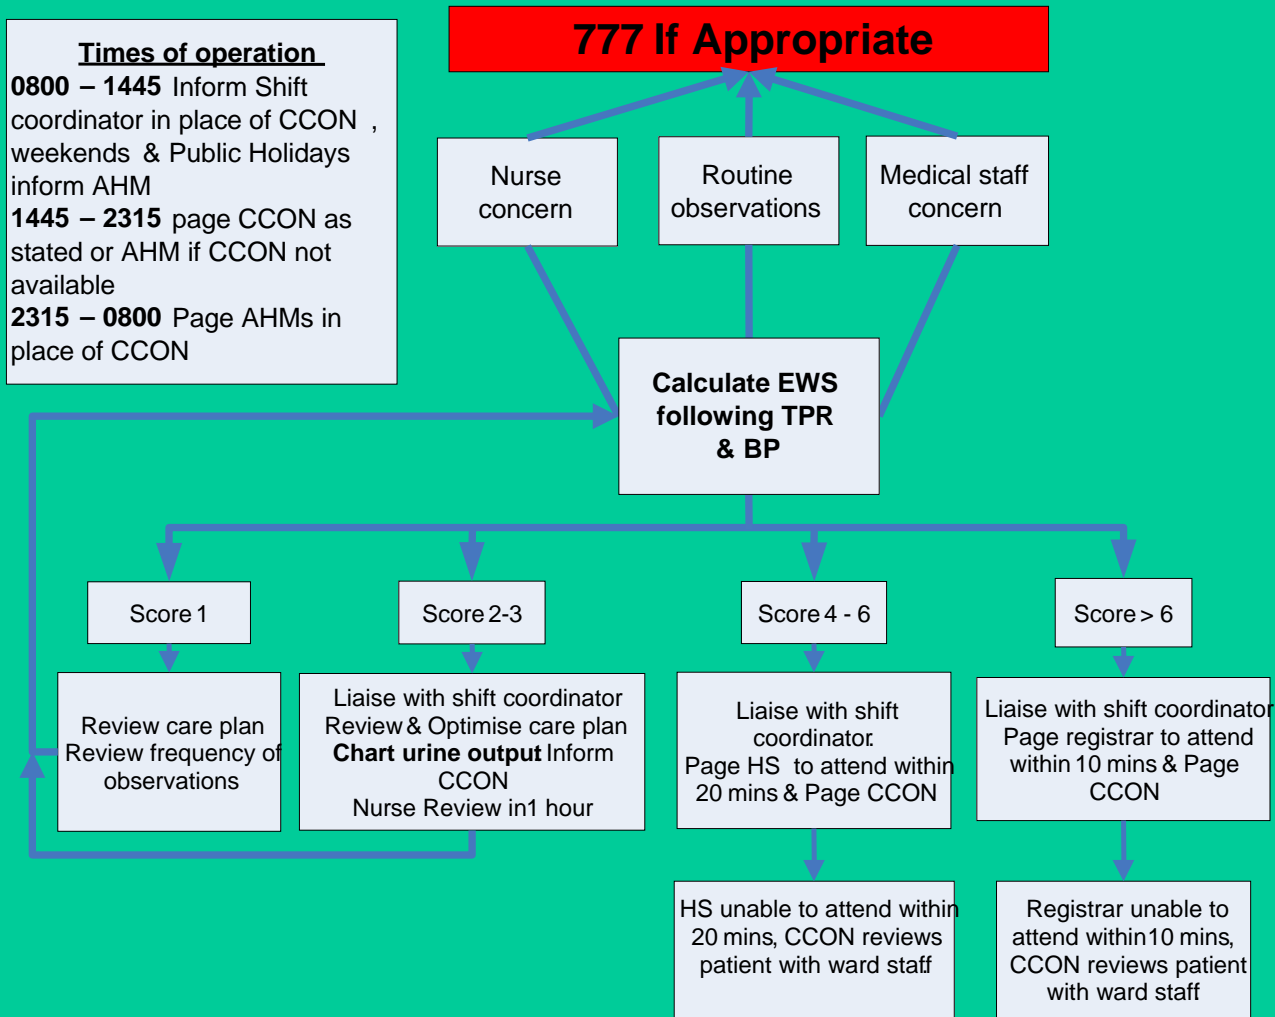 Times of operation
0800 – 1445 Inform Shift
coordinator in place of CCON ,
weekends & Public Holidays
inform AHM
1445 – 2315 page CCON as
stated or AHM if CCON not
available
2315 – 0800 Page AHMs in
place of CCON
777 If Appropriate
Nurse
concern
Routine
observations
Medical staff
concern
Calculate EWS
following TPR
& BP
Score 1
Score 2-3
Score 4 - 6
Score > 6
Review care plan
Review frequency of
observations
Liaise with shift coordinator
Review & Optimise care plan
Chart urine output Inform
CCON
Nurse Review in1 hour
Liaise with shift
coordinator.
Page HS to attend within
20 mins & Page CCON
Liaise with shift coordinator
Page registrar to attend
within 10 mins & Page
CCON
HS unable to attend within
20 mins, CCON reviews
patient with ward staff.
Registrar unable to
attend within10 mins,
CCON reviews patient
with ward staff